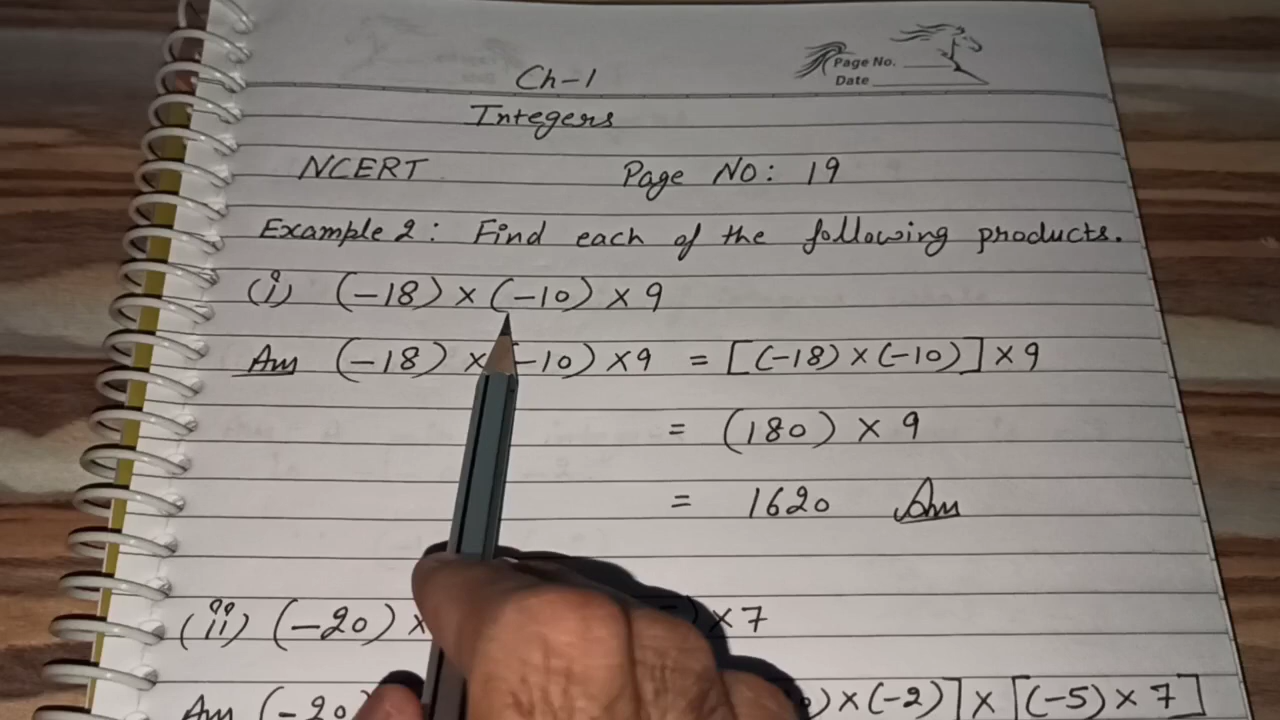 Page No.
Date
Ch-1
Integers
NCERT Page No: 19
Example 2: Find each of the following products.
(i) (-18) × (-10) × 9
Ans (-18) × (-10) × 9 = [(-18) × (-10)] × 9
= (180) × 9
= 1620 Ans
(ii) (-20) × ) × 7
Ans (-20 ) × (-2)] × [(-5) × 7]